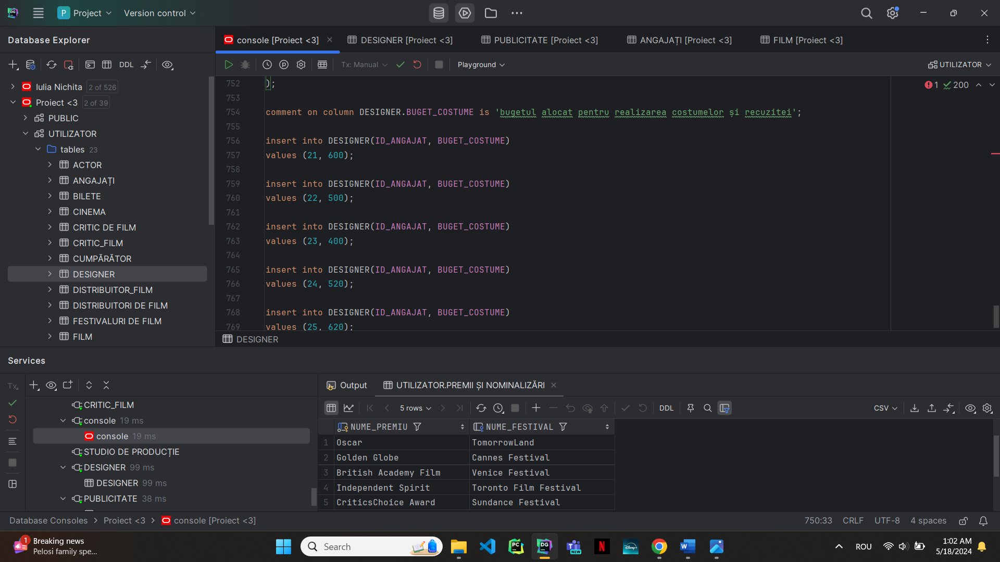 DG
P Project
Version control
Database Explorer
console [Proiect <3]
DESIGNER [Proiect <3]
PUBLICITATE [Proiect <3]
ANGAJAȚI [Proiect <3]
FILM [Proiect <3]
DDL
Tx: Manual
Playground
UTILIZATOR
Iulia Nichita 2 of 526
Proiect <3 2 of 39
PUBLIC
UTILIZATOR
tables 23
ACTOR
ANGAJAȚI
BILETE
CINEMA
CRITIC DE FILM
CRITIC_FILM
CUMPĂRĂTOR
DESIGNER
DISTRIBUITOR_FILM
DISTRIBUITORI DE FILM
FESTIVALURI DE FILM
FILM
1 200
752 );
753
754 comment on column DESIGNER.BUGET_COSTUME is 'bugetul alocat pentru realizarea costumelor și recuzitei';
755
756 insert into DESIGNER(ID_ANGAJAT, BUGET_COSTUME)
757 values (21, 600);
758
759 insert into DESIGNER(ID_ANGAJAT, BUGET_COSTUME)
760 values (22, 500);
761
762 insert into DESIGNER(ID_ANGAJAT, BUGET_COSTUME)
763 values (23, 400);
764
765 insert into DESIGNER(ID_ANGAJAT, BUGET_COSTUME)
766 values (24, 520);
767
768 insert into DESIGNER(ID_ANGAJAT, BUGET_COSTUME)
769 values (25, 620);
DESIGNER
Services
Tx
CRITIC_FILM
console 19 ms
console 19 ms
STUDIO DE PRODUCȚIE
DESIGNER 99 ms
DESIGNER 99 ms
PUBLICITATE 38 ms
Output
UTILIZATOR.PREMII ȘI NOMINALIZĂRI
5 rows
DDL
CSV
NUME_PREMIU NUME_FESTIVAL
1 Oscar TomorrowLand
2 Golden Globe Cannes Festival
3 British Academy Film Venice Festival
4 Independent Spirit Toronto Film Festival
5 CriticsChoice Award Sundance Festival
Database Consoles > Proiect <3 > console [Proiect <3]
750:33 CRLF UTF-8 4 spaces
1
Breaking news
Pelosi family spe...
Search
PC
DG
NEW
N
Disney+
W
ROU
1:02 AM
5/18/2024